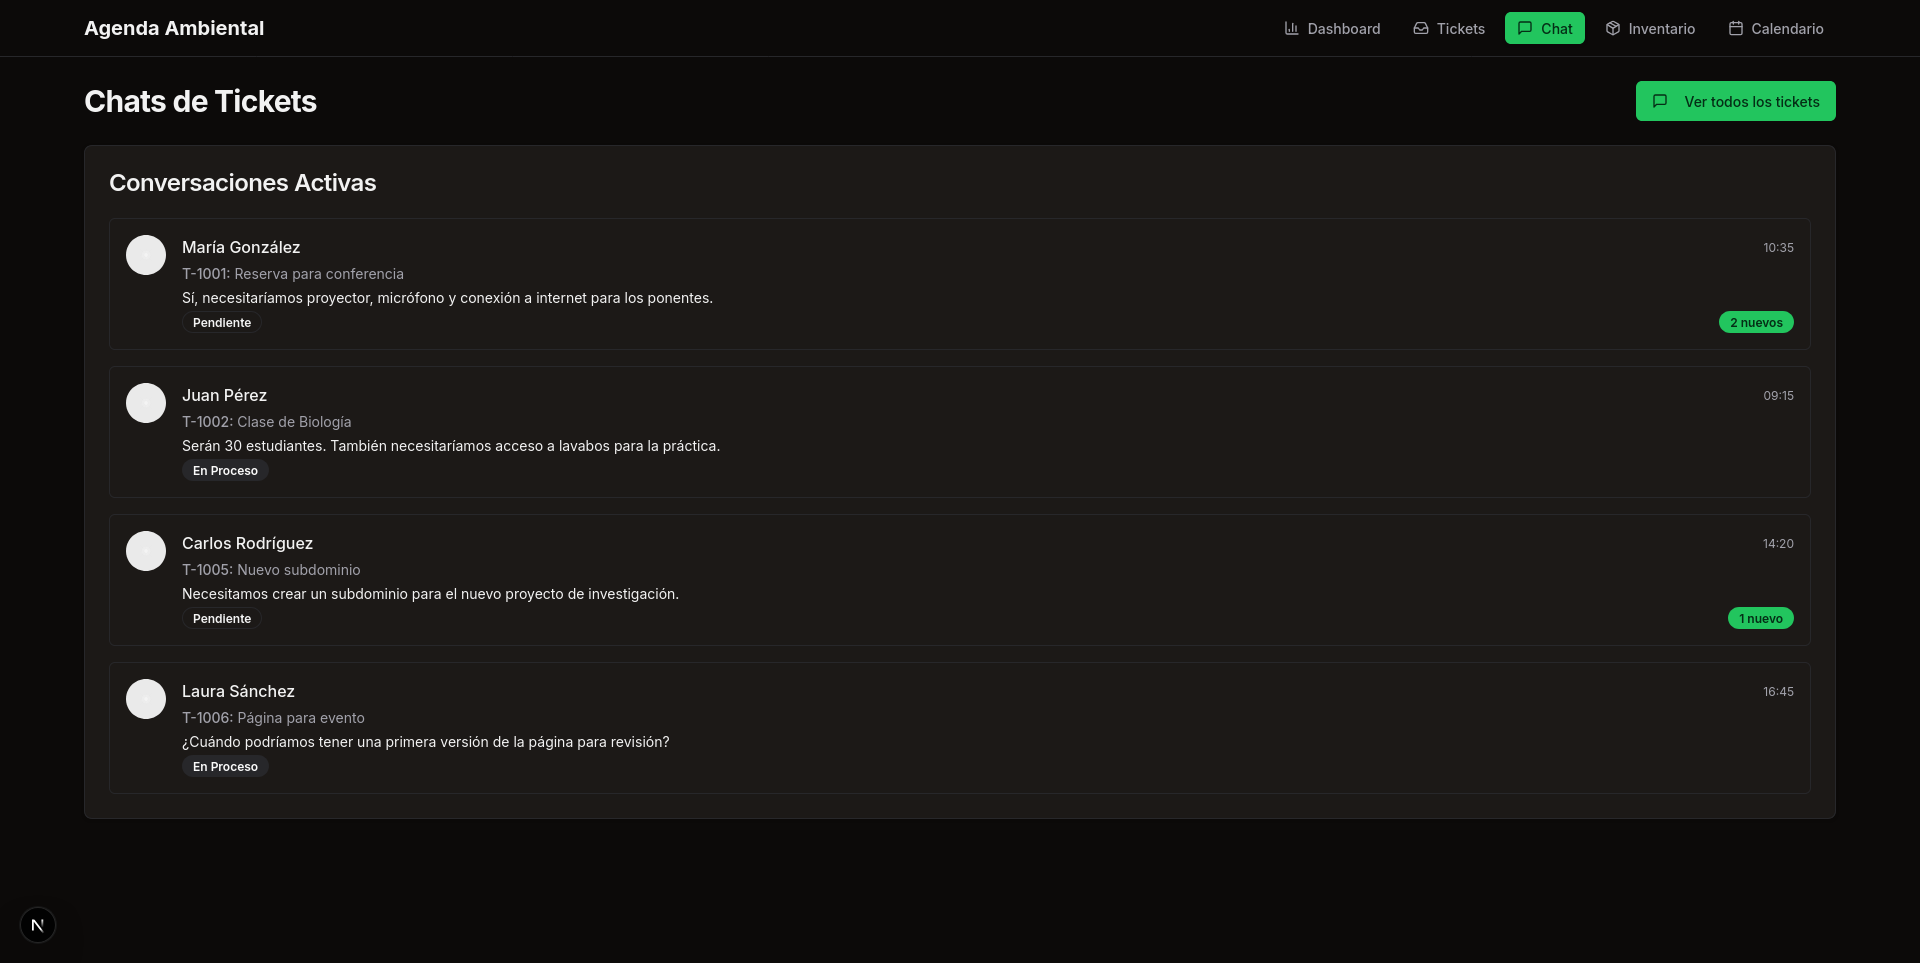 Agenda Ambiental
Dashboard
Tickets
Chat
Inventario
Calendario
Chats de Tickets
Ver todos los tickets
Conversaciones Activas
María González
10:35
T-1001: Reserva para conferencia
Sí, necesitaríamos proyector, micrófono y conexión a internet para los ponentes.
Pendiente
2 nuevos
Juan Pérez
09:15
T-1002: Clase de Biología
Serán 30 estudiantes. También necesitaríamos acceso a lavabos para la práctica.
En Proceso
Carlos Rodríguez
14:20
T-1005: Nuevo subdominio
Necesitamos crear un subdominio para el nuevo proyecto de investigación.
Pendiente
1 nuevo
Laura Sánchez
16:45
T-1006: Página para evento
¿Cuándo podríamos tener una primera versión de la página para revisión?
En Proceso
N